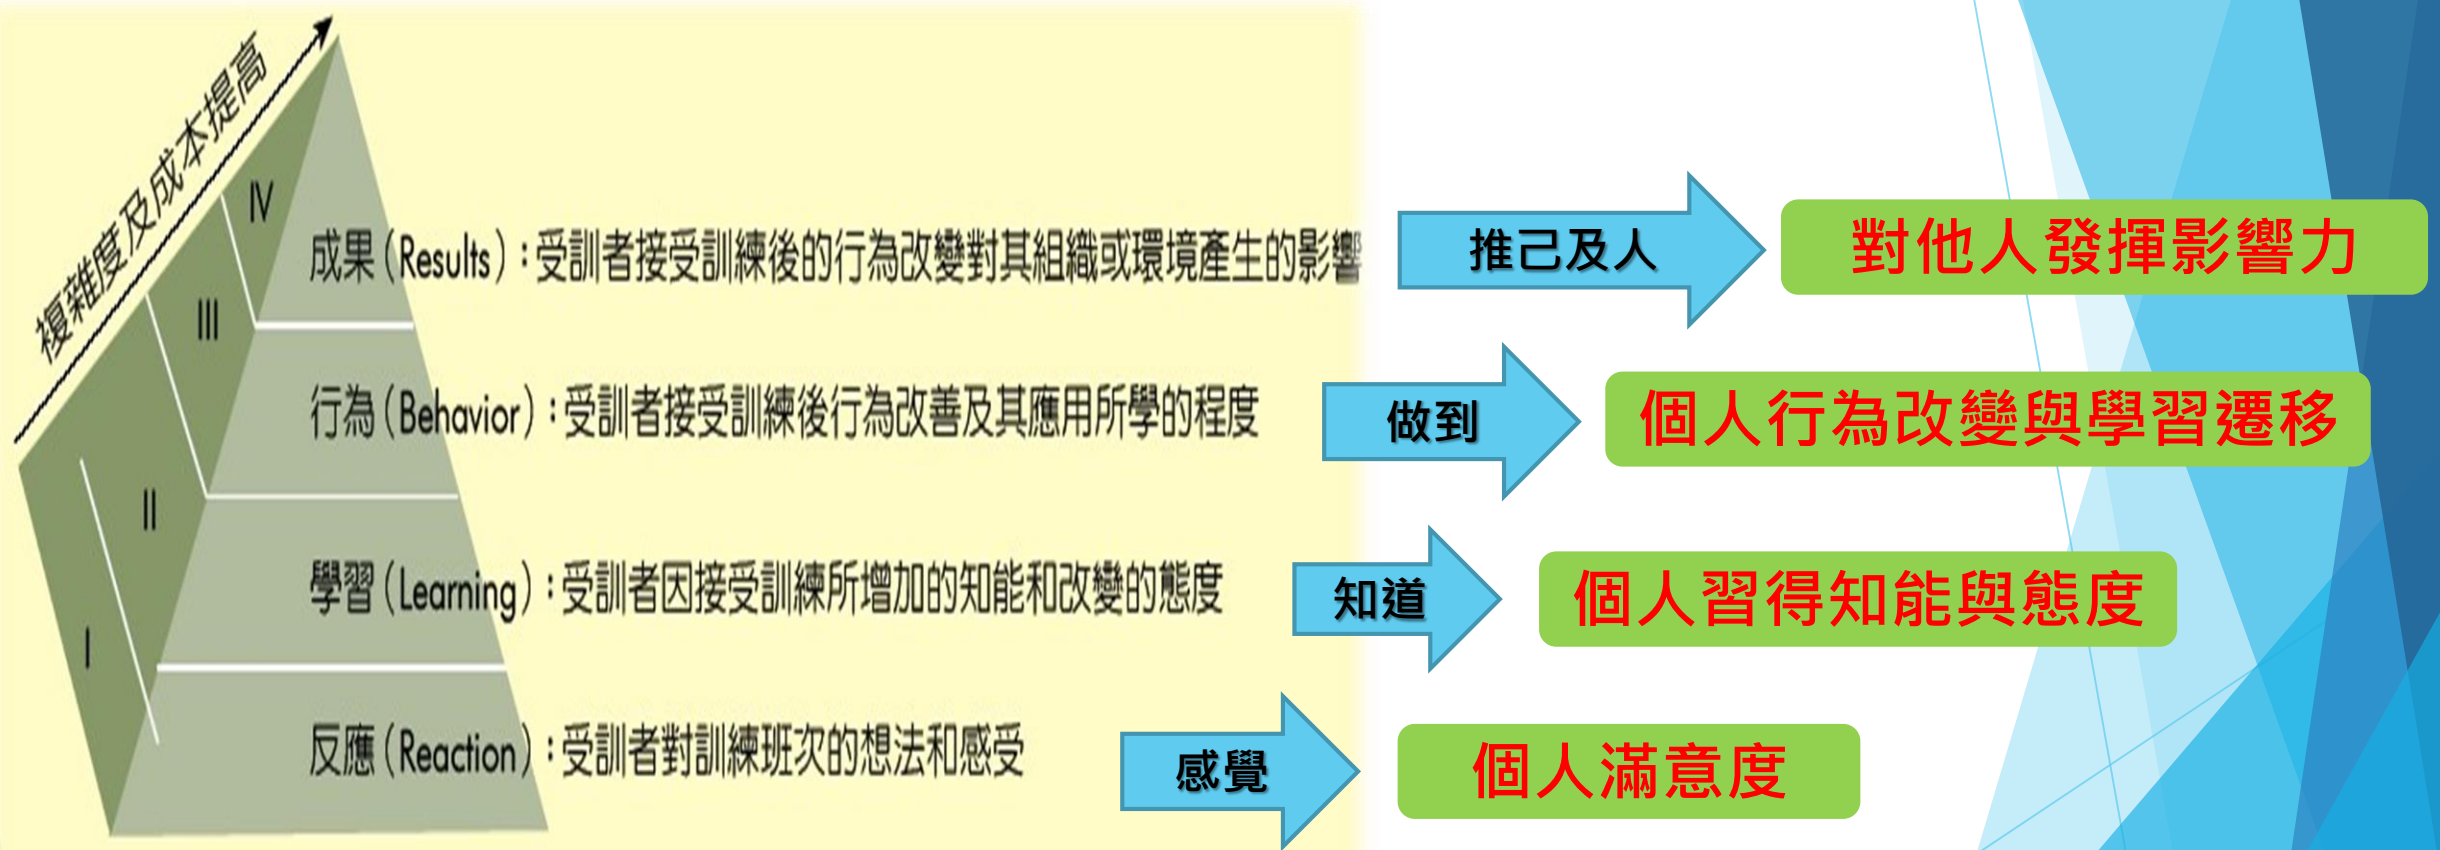 複雜度及成本提高
IV
成果（Results）：受訓者接受訓練後的行為改變對其組織或環境產生的影響
推己及人
對他人發揮影響力
III
行為（Behavior）：受訓者接受訓練後行為改善及其應用所學的程度
做到
個人行為改變與學習遷移
II
學習（Learning）：受訓者因接受訓練所增加的知能和改變的態度
知道
個人習得知能與態度
I
反應（Reaction）：受訓者對訓練班次的想法和感受
感覺
個人滿意度